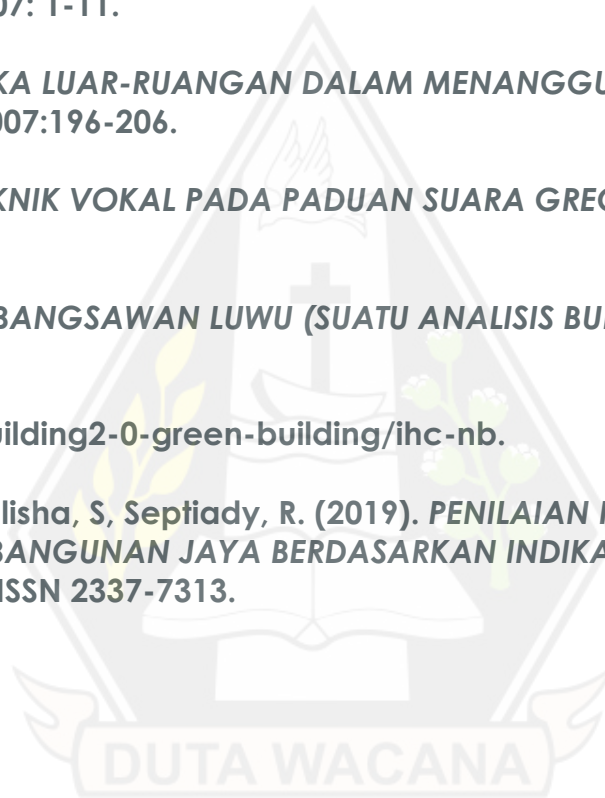 07: 1-11.
KA LUAR-RUANGAN DALAM MENANGGU
007:196-206.
KNIK VOKAL PADA PADUAN SUARA GREG
BANGSAWAN LUWU (SUATU ANALISIS BUD
uilding2-0-green-building/ihc-nb.
lisha, S, Septiady, R. (2019). PENILAIAN
BANGUNAN JAYA BERDASARKAN INDIKA
ISSN 2337-7313.
DUTA WACANA